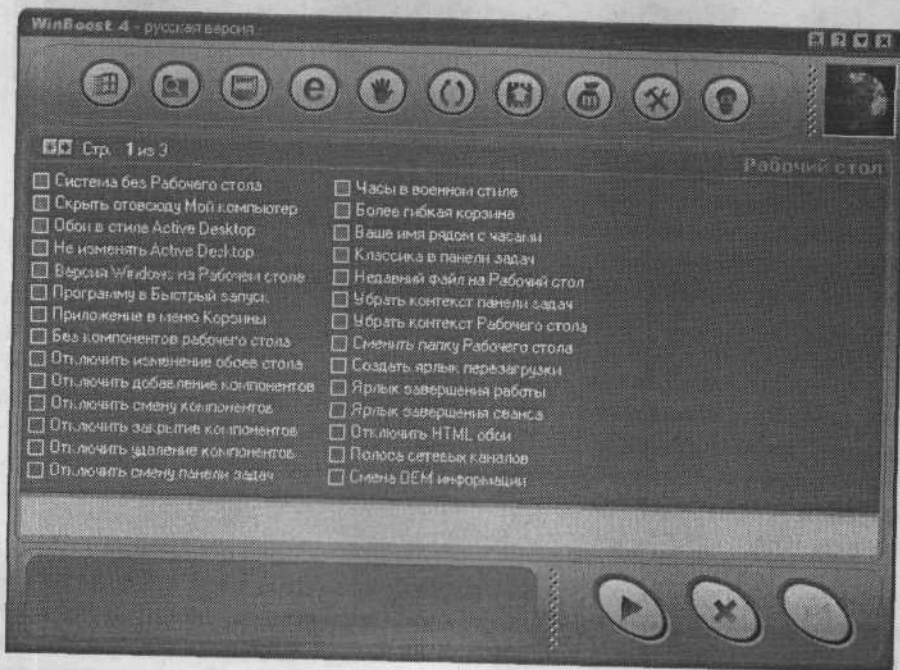 WinBoost 4 - русская версия
Стр. 1 из 3
Рабочий стол
Система без Рабочего стола
Скрыть отовсюду Мой компьютер
Обои в стиле Active Desktop
Не изменять Active Desktop
Версия Windows на Рабочем столе
Программу в Быстрый запуск
Приложение в меню Корзины
Без компонентов рабочего стола
Отключить изменение обоев стола
Отключить добавление компонентов
Отключить смену компонентов
Отключить закрытие компонентов
Отключить удаление компонентов
Отключить смену панели задач
Часы в военном стиле
Более гибкая корзина
Ваше имя рядом с часами
Классика в панели задач
Недавний файл на Рабочий стол
Убрать контекст панели задач
Убрать контекст Рабочего стола
Сменить папку Рабочего стола
Создать ярлык перезагрузки
Ярлык завершения работы
Ярлык завершения сеанса
Отключить HTML обои
Полоса сетевых каналов
Смена OEM информации